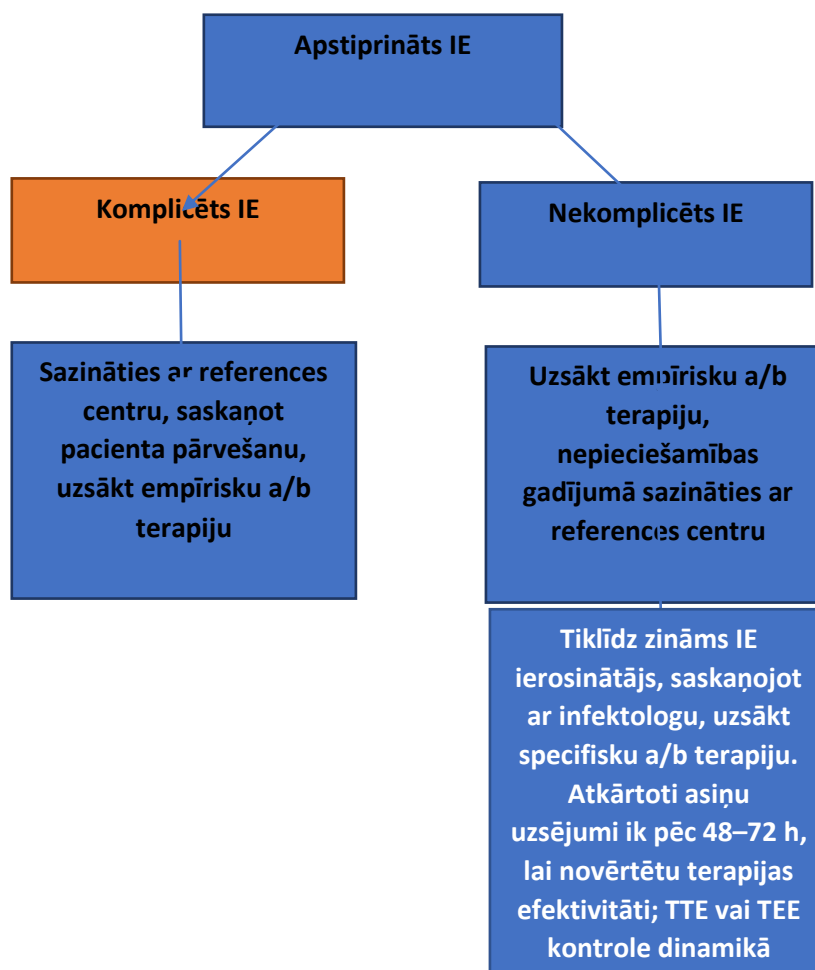 Apstiprināts IE
Komplicēts IE
Nekomplicēts IE
Sazināties ar references
centru, saskaņot
pacienta pārvešanu,
uzsākt empīrisku a/b
terapiju
Uzsākt empīrisku a/b
terapiju,
nepieciešamības
gadījumā sazināties ar
references centru
Tiklīdz zināms IE
ierosinātājs, saskaņojot
ar infektologu, uzsākt
specifisku a/b terapiju.
Atkārtoti asiņu
uzsējumi ik pēc 48–72 h,
lai novērtētu terapijas
efektivitāti; TTE vai TEE
kontrole dinamikā